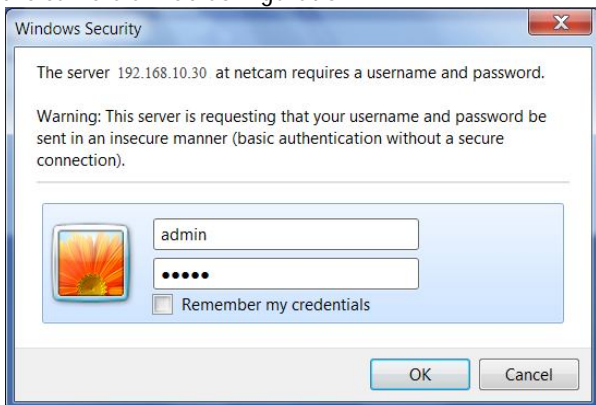 Windows Security
The server 192.168.10.30 at netcam requires a username and password.
Warning: This server is requesting that your username and password be
sent in an insecure manner (basic authentication without a secure
connection).
admin
•••••
Remember my credentials
OK
Cancel